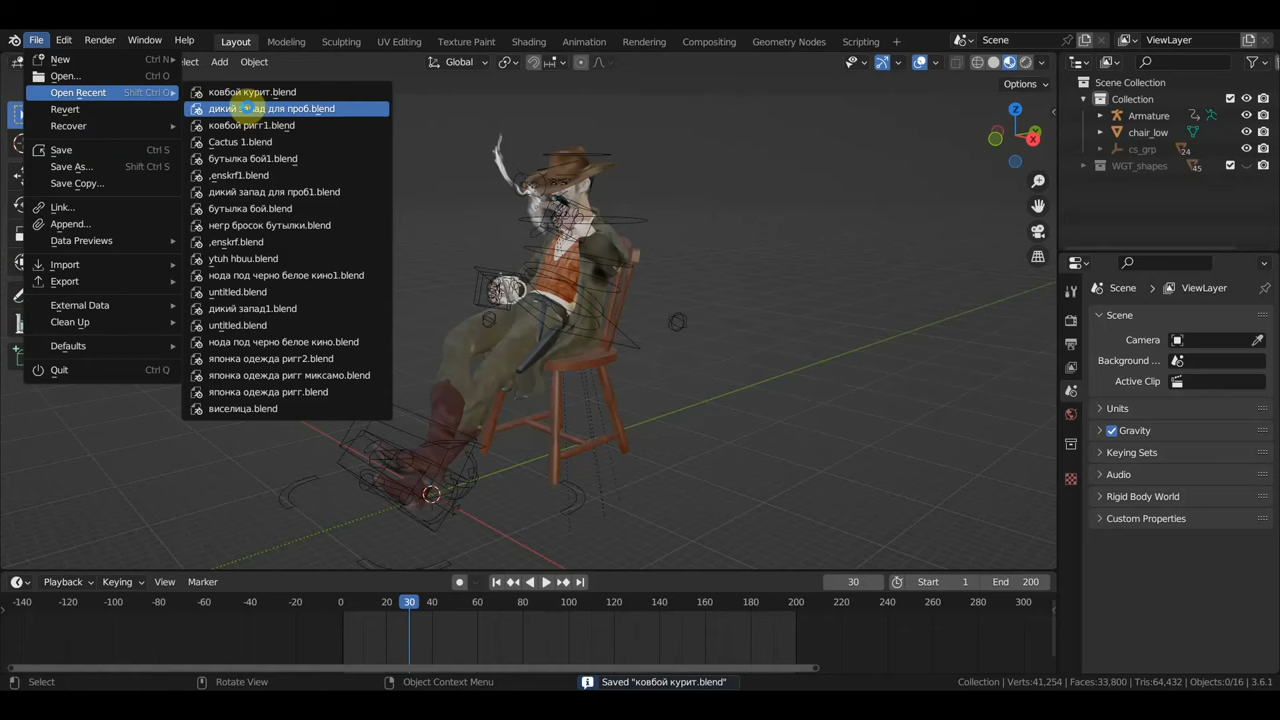 File Edit Render Window Help Layout Modeling Sculpting UV Editing Texture Paint Shading Animation Rendering Compositing Geometry Nodes Scripting Scene ViewLayer
New Ctrl N
Open... Ctrl O
Open Recent Shift Ctrl O
Revert
Recover
Save Ctrl S
Save As... Shift Ctrl S
Save Copy...
Link...
Append...
Data Previews
Import
Export
External Data
Clean Up
Defaults
Quit Ctrl Q
Add Object Global
Options
ковбой курит.blend
дикий запад для проб.blend
ковбой ригг1.blend
Cactus 1.blend
бутылка бой1.blend
,enskrf1.blend
дикий запад для проб1.blend
бутылка бой.blend
негр бросок бутылки.blend
,enskrf.blend
ytuh hbuu.blend
нода под черно белое кино1.blend
untitled.blend
дикий запад1.blend
untitled.blend
нода под черно белое кино.blend
японка одежда ригг2.blend
японка одежда ригг миксамо.blend
японка одежда ригг.blend
виселица.blend
Z
X
Scene Collection
Collection
Armature
chair_low
cs_grp 24
WGT_shapes 45
Scene ViewLayer
Scene
Camera
Background...
Active Clip
Units
Gravity
Keying Sets
Audio
Rigid Body World
Custom Properties
Playback Keying View Marker 30 Start 1 End 200
-140 -120 -100 -80 -60 -40 -20 0 20 30 40 60 80 100 120 140 160 180 200 220 240 260 280 300
Select Rotate View Object Context Menu Saved "ковбой курит.blend" Collection | Verts:41,254 | Faces:33,800 | Tris:64,432 | Objects:0/16 | 3.6.1